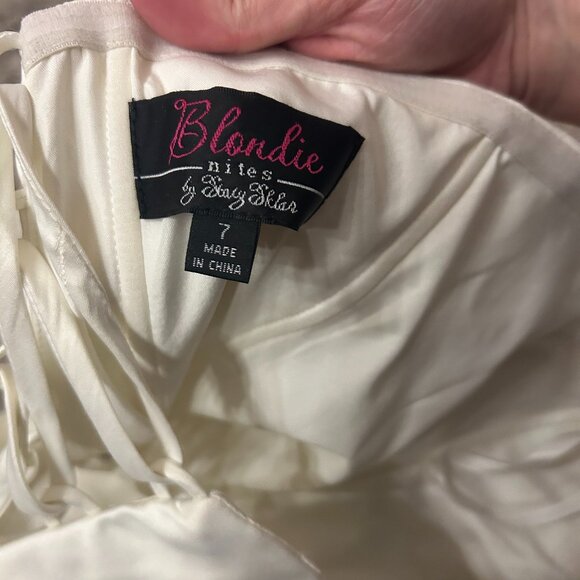 Blondie
nites
by Stacy Sklar
7
MADE
IN CHINA